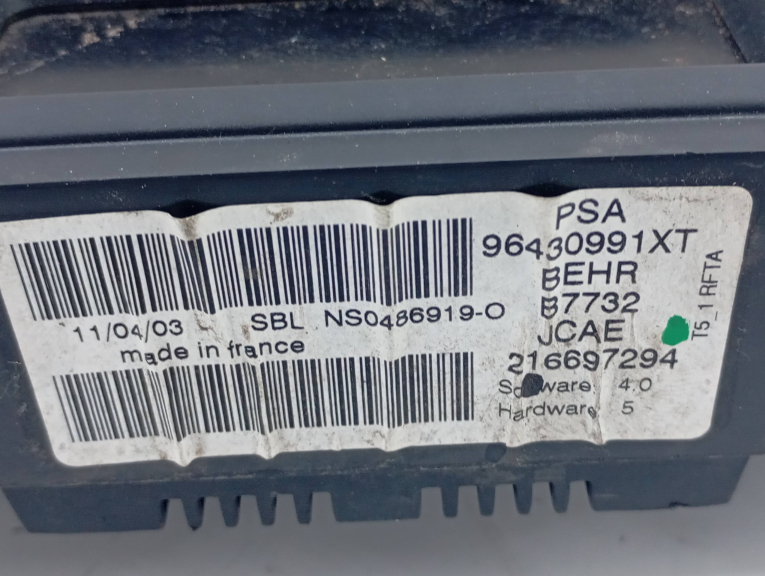 PSA
96430991XT
BEHR
B7732
JCAE
216697294
Software 4.0
Hardware 5
T5_1 RFTA
11/04/03 - SBL NS0486919-0
made in france